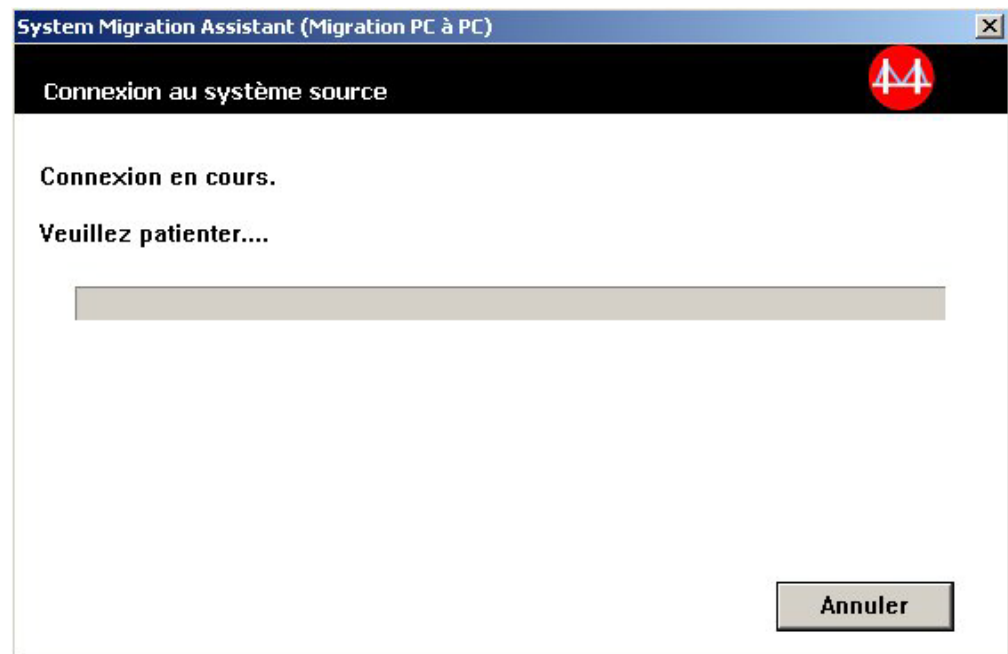 System Migration Assistant (Migration PC à PC)
Connexion au système source
Connexion en cours.
Veuillez patienter....
Annuler